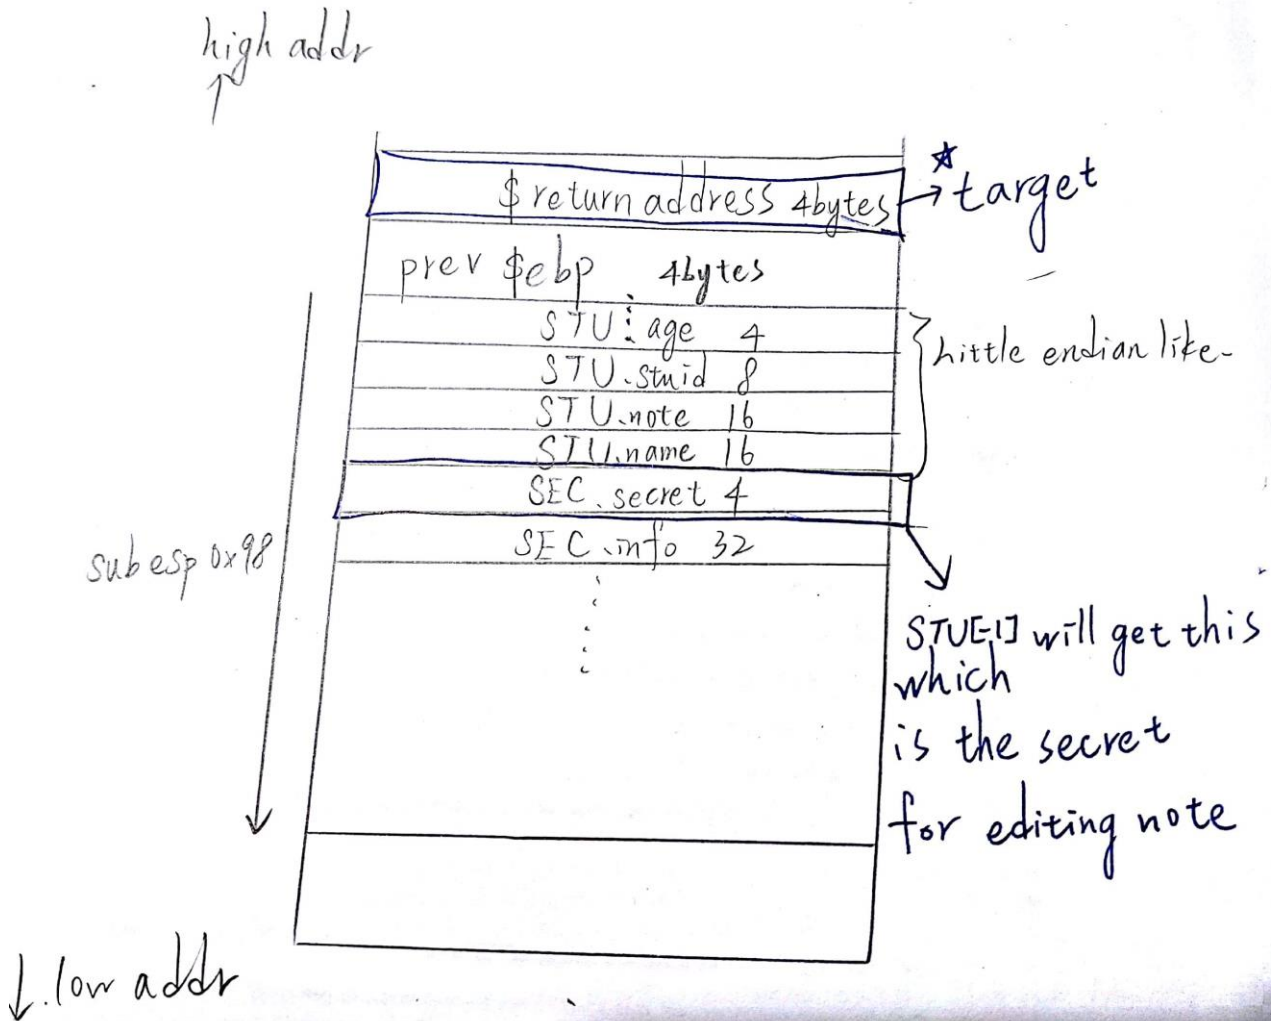 high addr
↑
$ return address 4bytes
☆
→ target
prev $ebp 4bytes
STU.age 4
STU.stuid 8
STU.note 16
STU.name 16
SEC.secret 4
SEC.info 32
Little endian like-
sub esp 0x98
STU[-1] will get this
which
is the secret
for editing note
↓.low addr